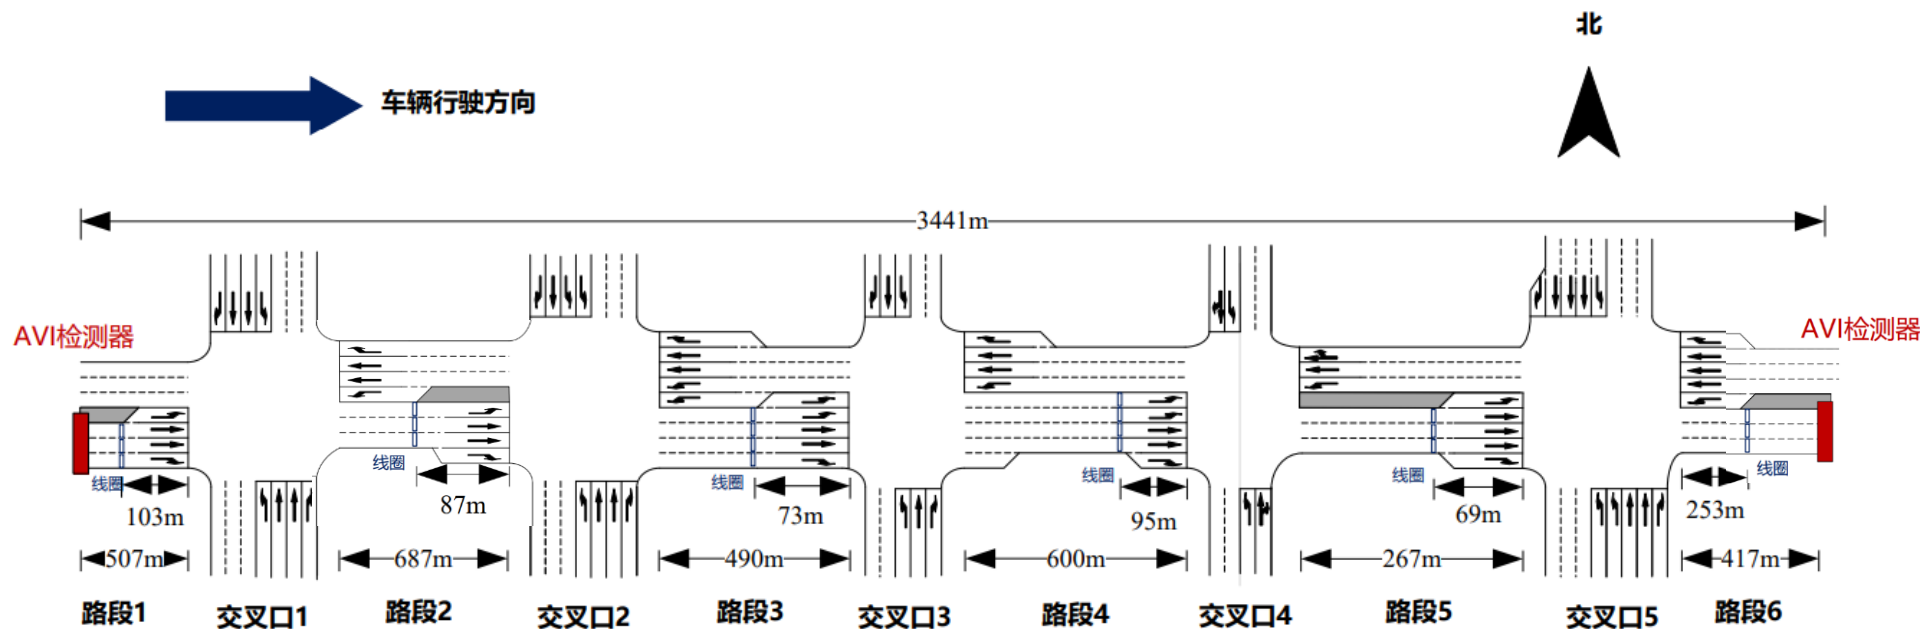 北
车辆行驶方向
3441m
AVI检测器
AVI检测器
线圈
线圈
线圈
线圈
线圈
线圈
103m
87m
73m
95m
69m
253m
507m
687m
490m
600m
267m
417m
路段1
交叉口1
路段2
交叉口2
路段3
交叉口3
路段4
交叉口4
路段5
交叉口5
路段6